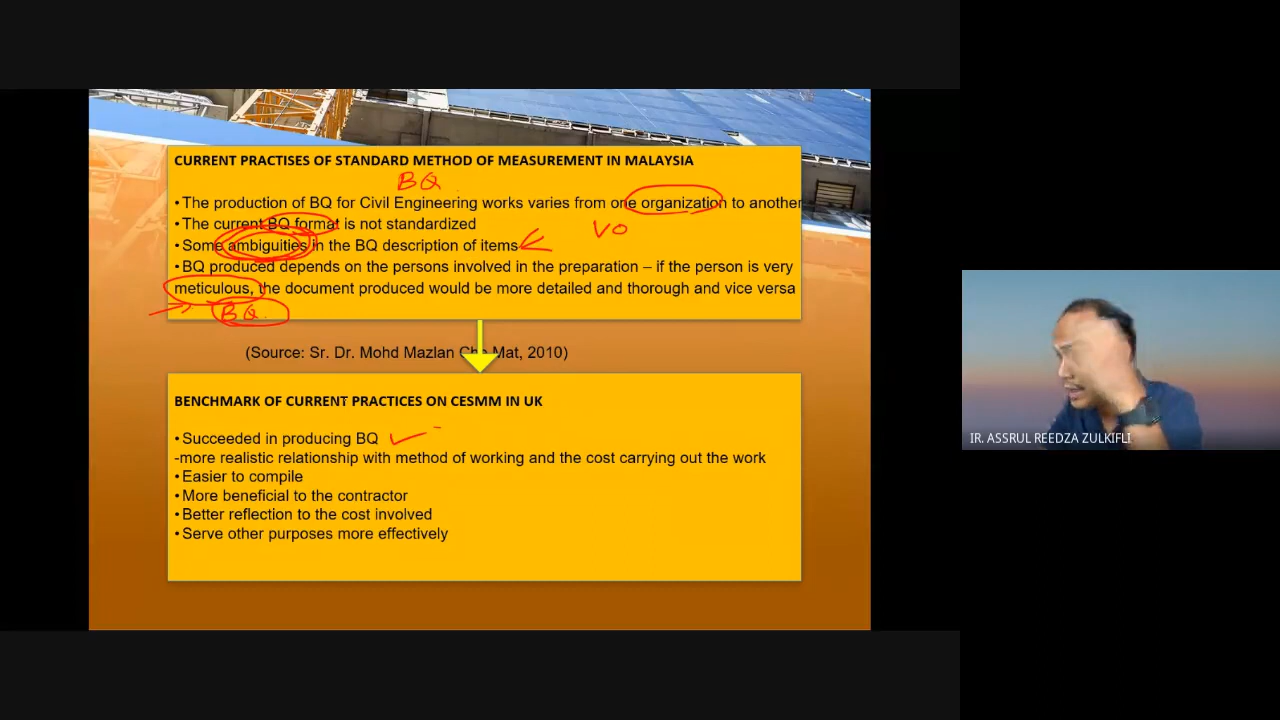 CURRENT PRACTISES OF STANDARD METHOD OF MEASUREMENT IN MALAYSIA
BQ
•The production of BQ for Civil Engineering works varies from one organization to another
•The current BQ format is not standardized
VO
•Some ambiguities in the BQ description of items
•BQ produced depends on the persons involved in the preparation – if the person is very
meticulous, the document produced would be more detailed and thorough and vice versa
BQ.
(Source: Sr. Dr. Mohd Mazlan Che Mat, 2010)
BENCHMARK OF CURRENT PRACTICES ON CESMM IN UK
•Succeeded in producing BQ
-more realistic relationship with method of working and the cost carrying out the work
•Easier to compile
•More beneficial to the contractor
•Better reflection to the cost involved
•Serve other purposes more effectively
IR. ASSRUL REEDZA ZULKIFLI